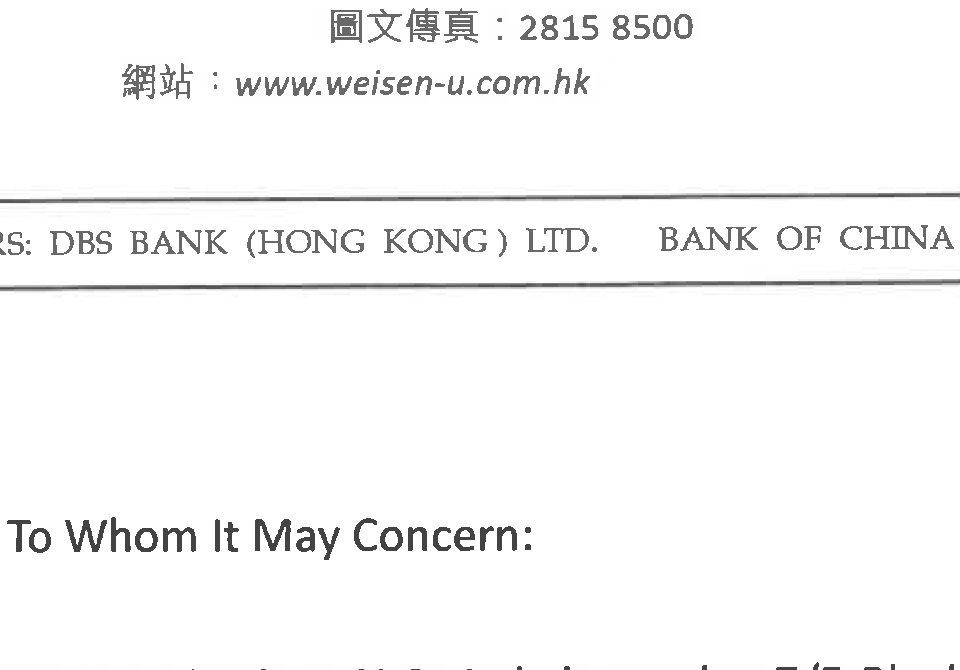 圖文傳真：2815 8500
網站：www.weisen-u.com.hk
RS: DBS BANK (HONG KONG) LTD. BANK OF CHINA
To Whom It May Concern: